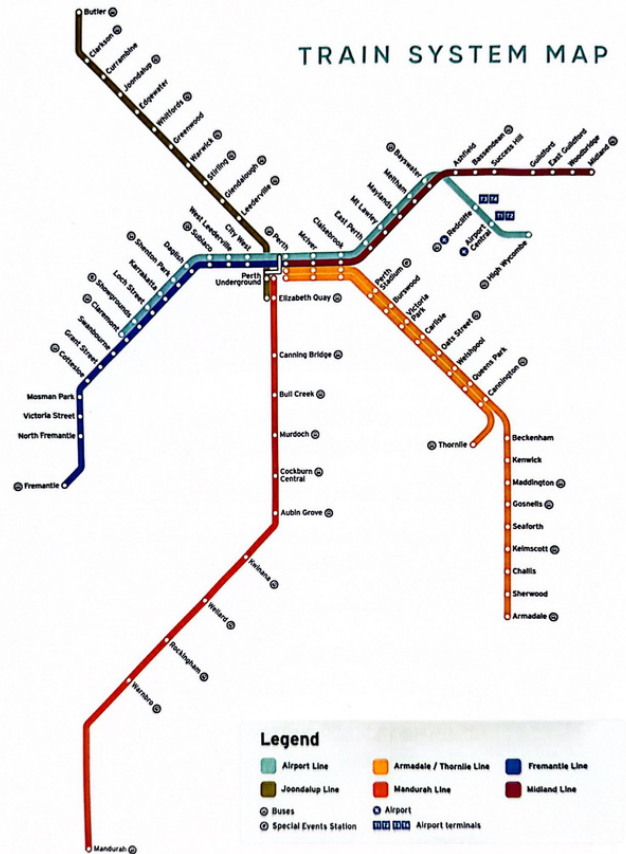 TRAIN SYSTEM MAP
Butler
Clarkson
Currambine
Joondalup
Edgewater
Whitfords
Greenwood
Warwick
Stirling
Glendalough
Leederville
Perth
Perth
Underground
City West
West Leederville
Subiaco
Daglish
Shenton Park
Karrakatta
Loch Street
Showgrounds
Claremont
Swanbourne
Grant Street
Cottesloe
Mosman Park
Victoria Street
North Fremantle
Fremantle
McIver
Claisebrook
East Perth
Mt Lawley
Maylands
Meltham
Bayswater
Ashfield
Bassendean
Success Hill
Guildford
East Guildford
Woodbridge
Midland
Redcliffe
T3 T4
Airport
Central
T1 T2
High Wycombe
Perth
Stadium
Burswood
Victoria
Park
Carlisle
Oats Street
Welshpool
Queens Park
Cannington
Thornlie
Beckenham
Kenwick
Maddington
Gosnells
Seaforth
Kelmscott
Challis
Sherwood
Armadale
Elizabeth Quay
Canning Bridge
Bull Creek
Murdoch
Cockburn
Central
Aubin Grove
Kwinana
Wellard
Rockingham
Warnbro
Mandurah
Legend
Airport Line
Armadale / Thornlie Line
Fremantle Line
Joondalup Line
Mandurah Line
Midland Line
Buses
Airport
Special Events Station
T1 T2 T3 T4 Airport terminals